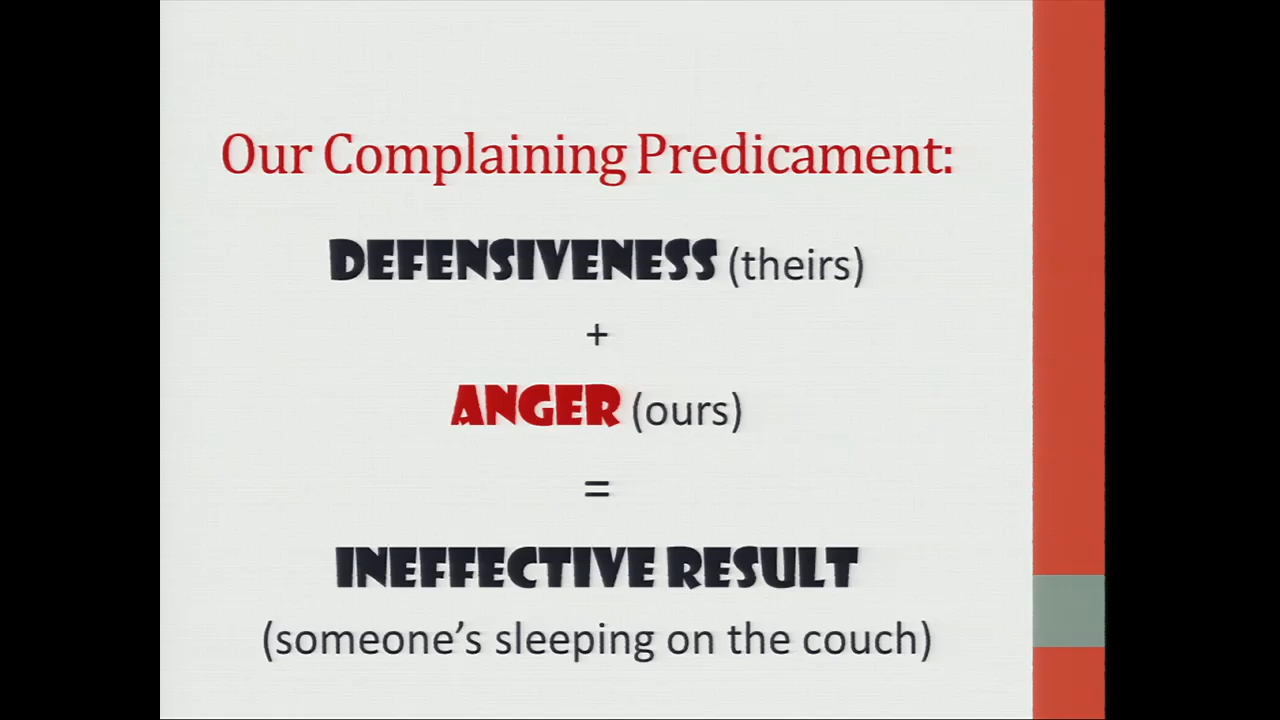 Our Complaining Predicament:
DEFENSIVENESS (theirs)
+
ANGER (ours)
=
INEFFECTIVE RESULT
(someone's sleeping on the couch)